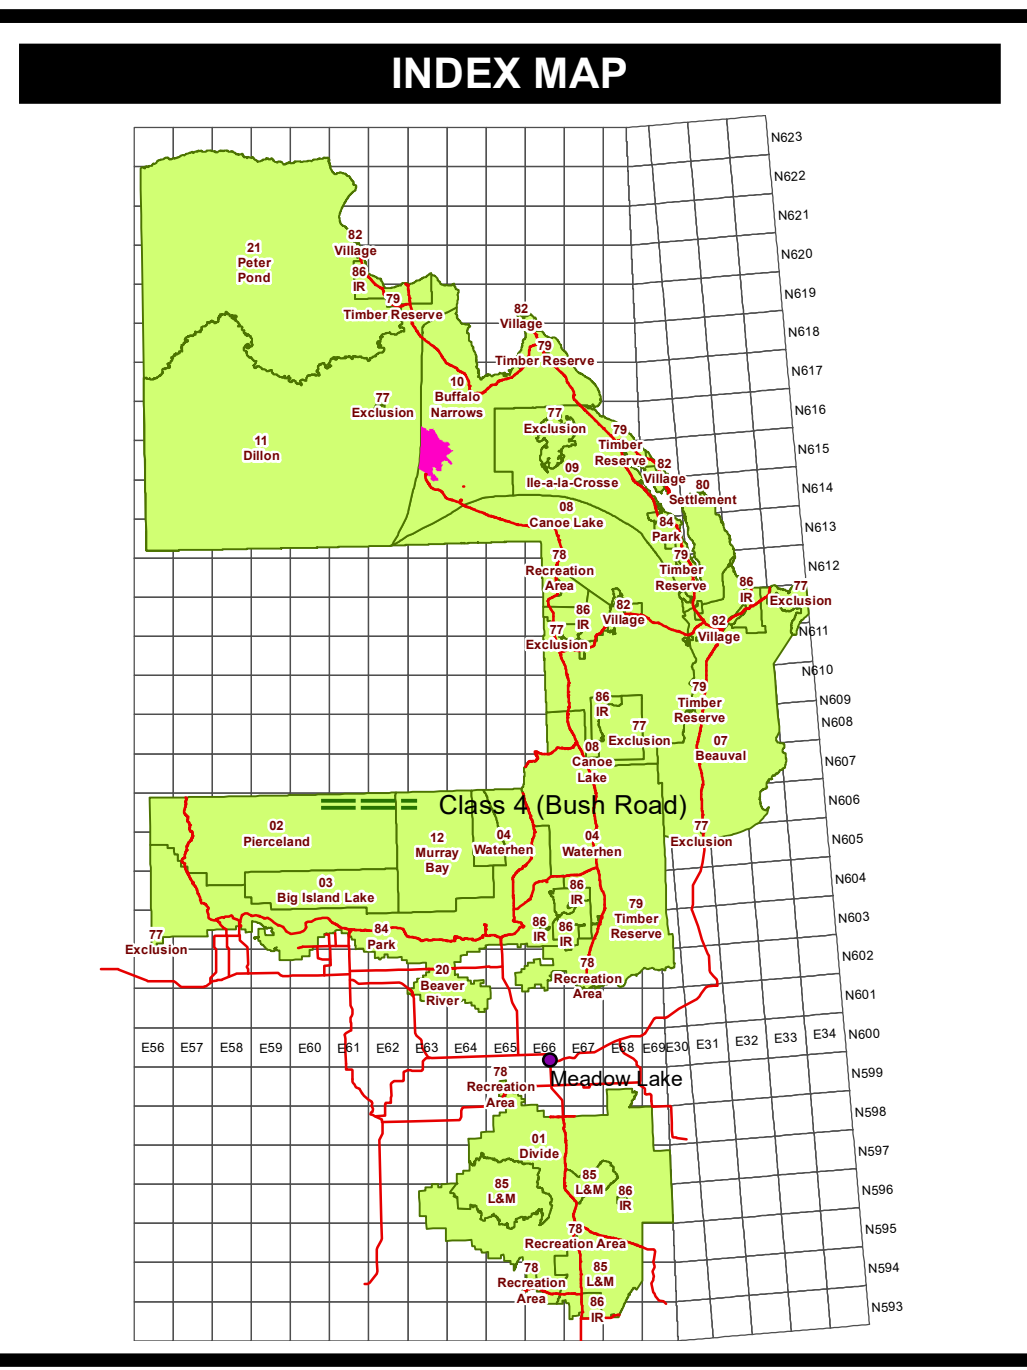 INDEX MAP
N623
N622
N621
N620
N619
N618
N617
N616
N615
N614
N613
N612
N611
N610
N609
N608
N607
N606
N605
N604
N603
N602
N601
N600
N599
N598
N597
N596
N595
N594
N593
21
Peter
Pond
82
Village
86
IR
79
Timber Reserve
82
Village
79
Timber Reserve
10
Buffalo
Narrows
77
Exclusion
11
Dillon
77
Exclusion
79
Timber
Reserve
09
Ile-a-la-Crosse
82
Village
80
Settlement
08
Canoe Lake
84
Park
78
Recreation
Area
79
Timber
Reserve
86
IR
77
Exclusion
86
IR
82
Village
82
Village
77
Exclusion
86
IR
79
Timber
Reserve
77
Exclusion
07
Beauval
08
Canoe
Lake
Class 4 (Bush Road)
02
Pierceland
12
Murray
Bay
04
Waterhen
04
Waterhen
77
Exclusion
03
Big Island Lake
86
IR
79
Timber
Reserve
86
IR
86
IR
84
Park
77
Exclusion
78
Recreation
Area
20
Beaver
River
E56
E57
E58
E59
E60
E61
E62
E63
E64
E65
E66
E67
E68
E69
E30
E31
E32
E33
E34
Meadow Lake
78
Recreation
Area
01
Divide
85
L&M
85
L&M
86
IR
78
Recreation Area
78
Recreation
Area
85
L&M
86
IR